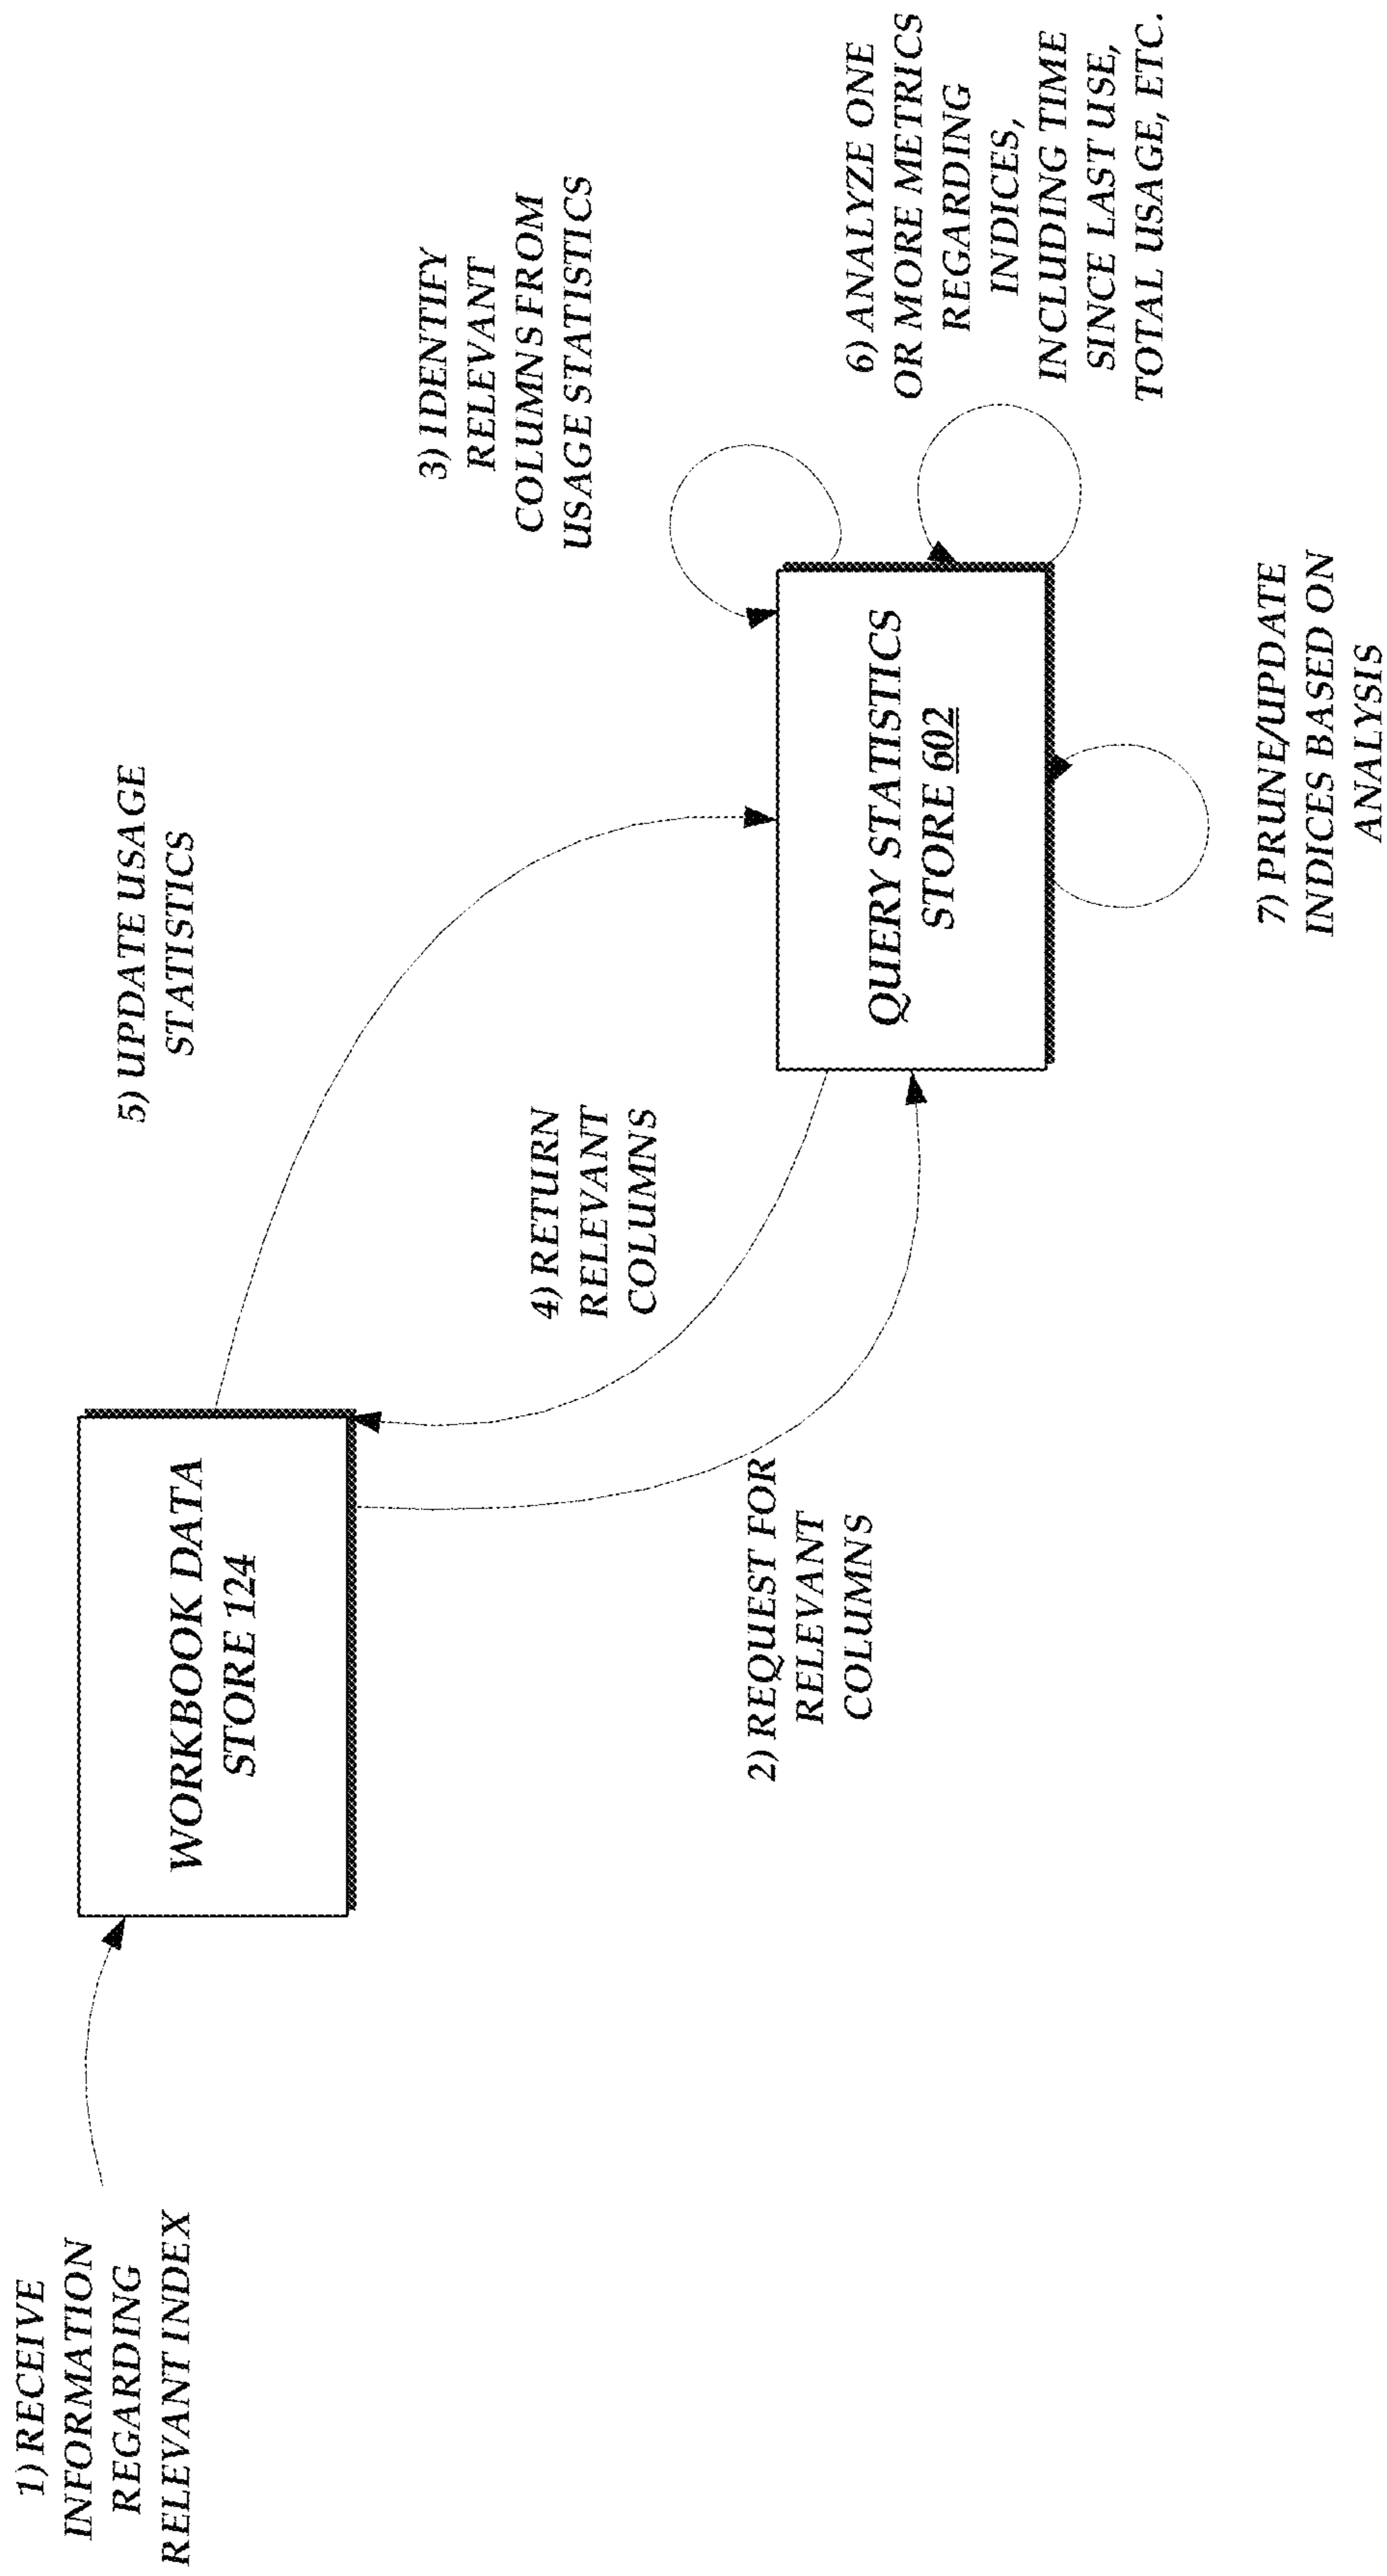 1) RECEIVE
INFORMATION
REGARDING
RELEVANT INDEX
WORKBOOK DATA
STORE 124
2) REQUEST FOR
RELEVANT
COLUMNS
3) IDENTIFY
RELEVANT
COLUMNS FROM
USAGE STATISTICS
4) RETURN
RELEVANT
COLUMNS
5) UPDATE USAGE
STATISTICS
QUERY STATISTICS
STORE 602
6) ANALYZE ONE
OR MORE METRICS
REGARDING
INDICES,
INCLUDING TIME
SINCE LAST USE,
TOTAL USAGE, ETC.
7) PRUNE/UPDATE
INDICES BASED ON
ANALYSIS